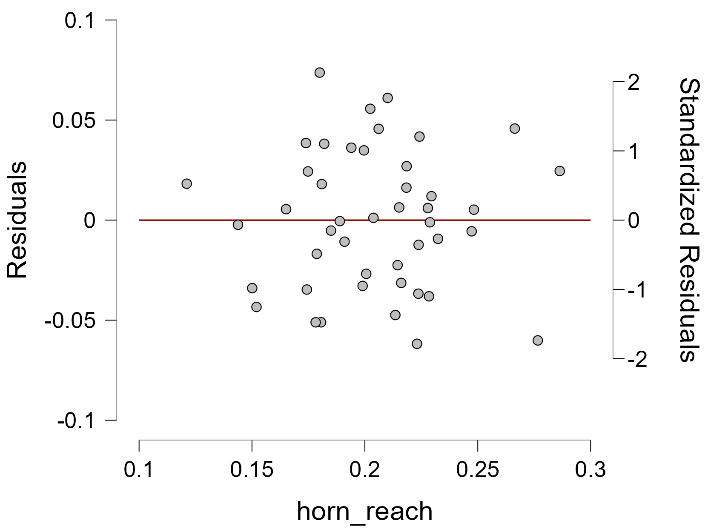 0.1
0.05
0
-0.05
-0.1
Residuals
2
1
0
-1
-2
Standardized Residuals
0.1 0.15 0.2 0.25 0.3
horn_reach